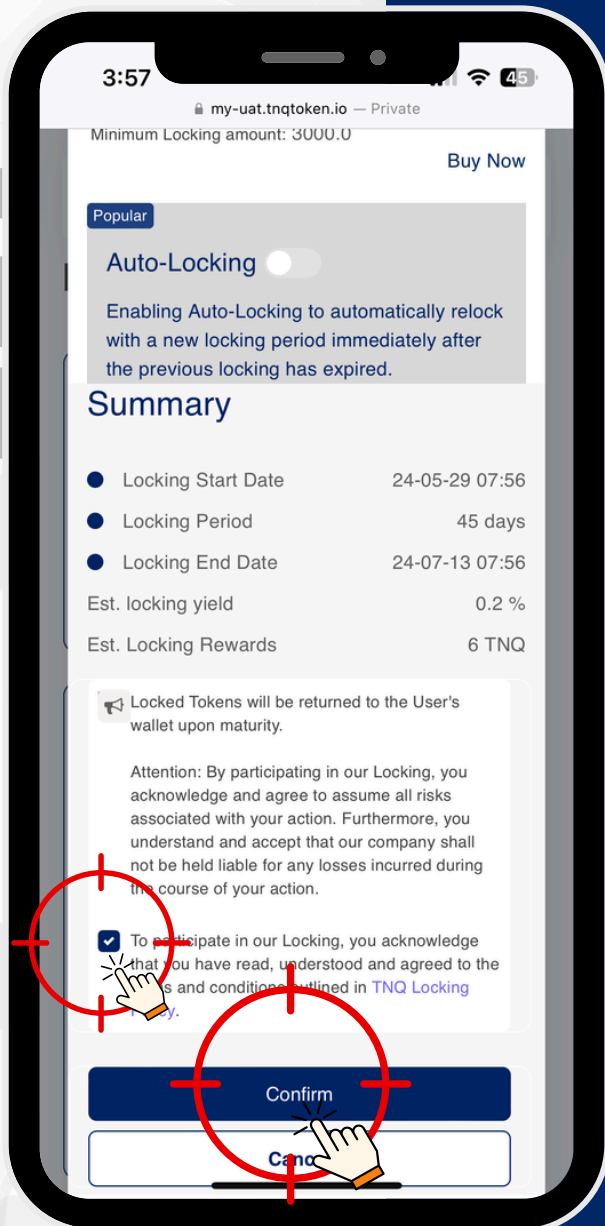 3:57
45
my-uat.tnqtoken.io — Private
Minimum Locking amount: 3000.0
Buy Now
Popular
Auto-Locking
Enabling Auto-Locking to automatically relock
with a new locking period immediately after
the previous locking has expired.
Summary
Locking Start Date 24-05-29 07:56
Locking Period 45 days
Locking End Date 24-07-13 07:56
Est. locking yield 0.2 %
Est. Locking Rewards 6 TNQ
Locked Tokens will be returned to the User's
wallet upon maturity.
Attention: By participating in our Locking, you
acknowledge and agree to assume all risks
associated with your action. Furthermore, you
understand and accept that our company shall
not be held liable for any losses incurred during
the course of your action.
To participate in our Locking, you acknowledge
that you have read, understood and agreed to the
and conditions outlined in TNQ Locking
Confirm